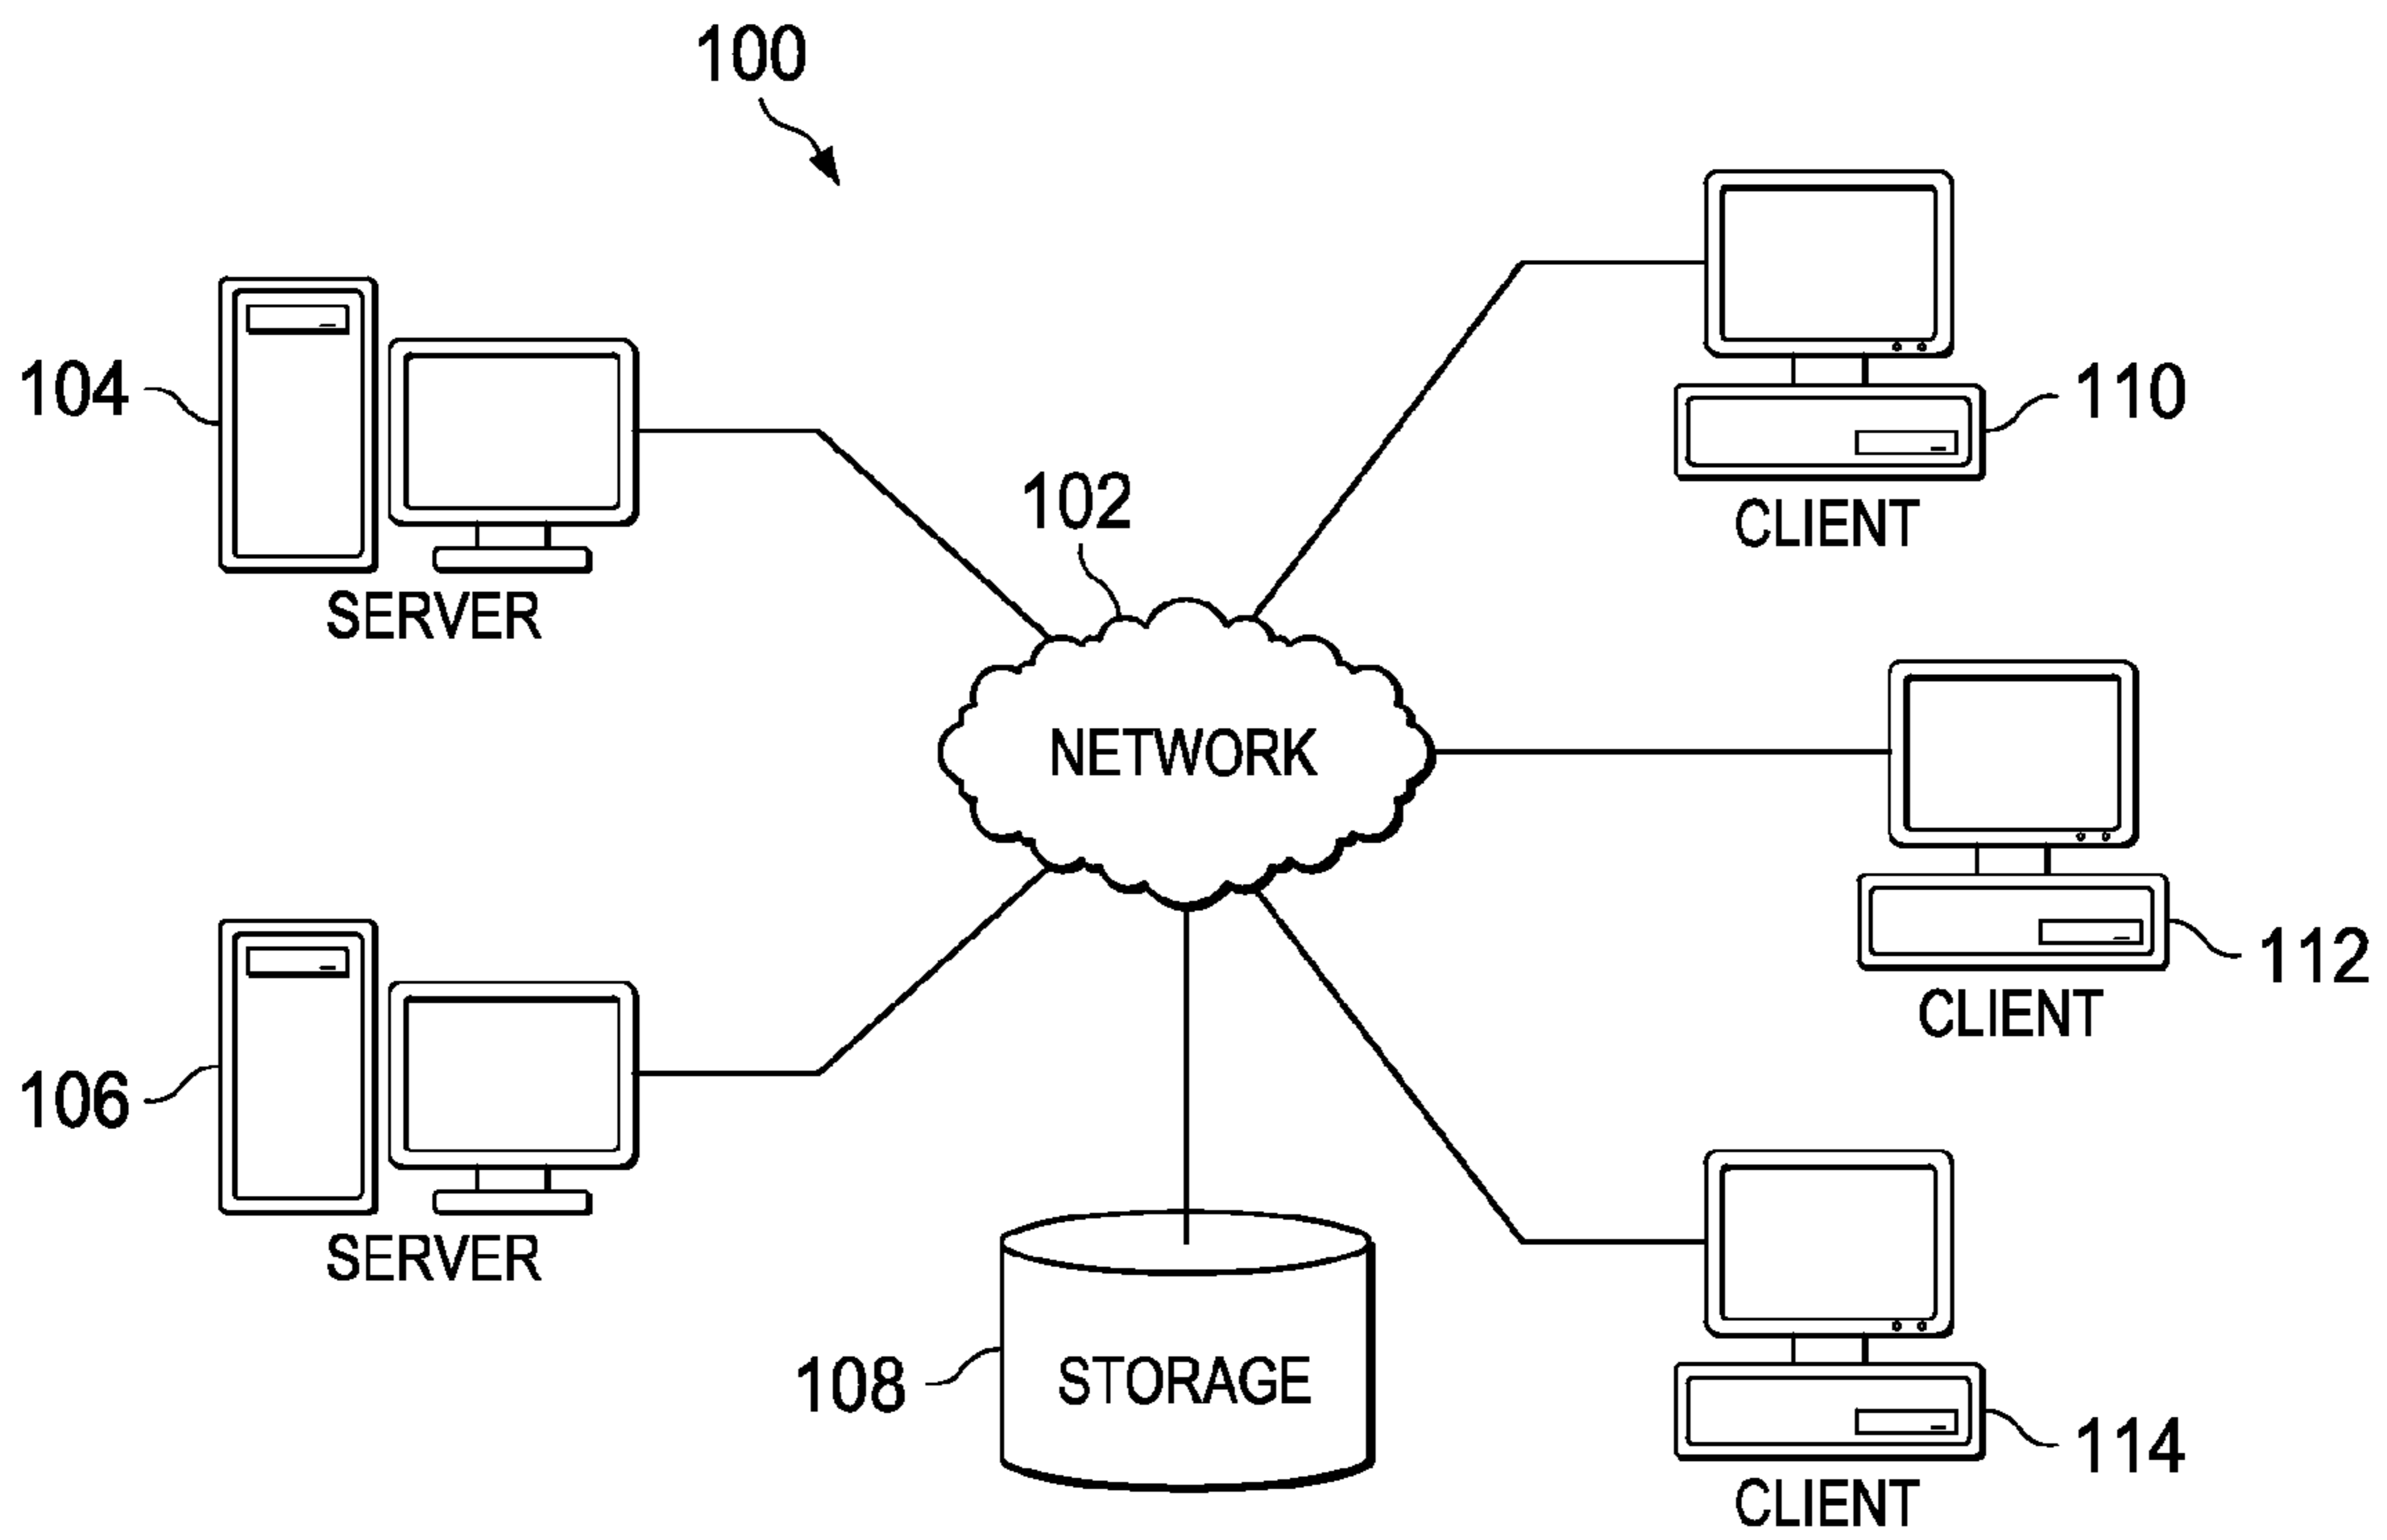 100
104
SERVER
102
NETWORK
110
CLIENT
112
CLIENT
106
SERVER
108
STORAGE
114
CLIENT